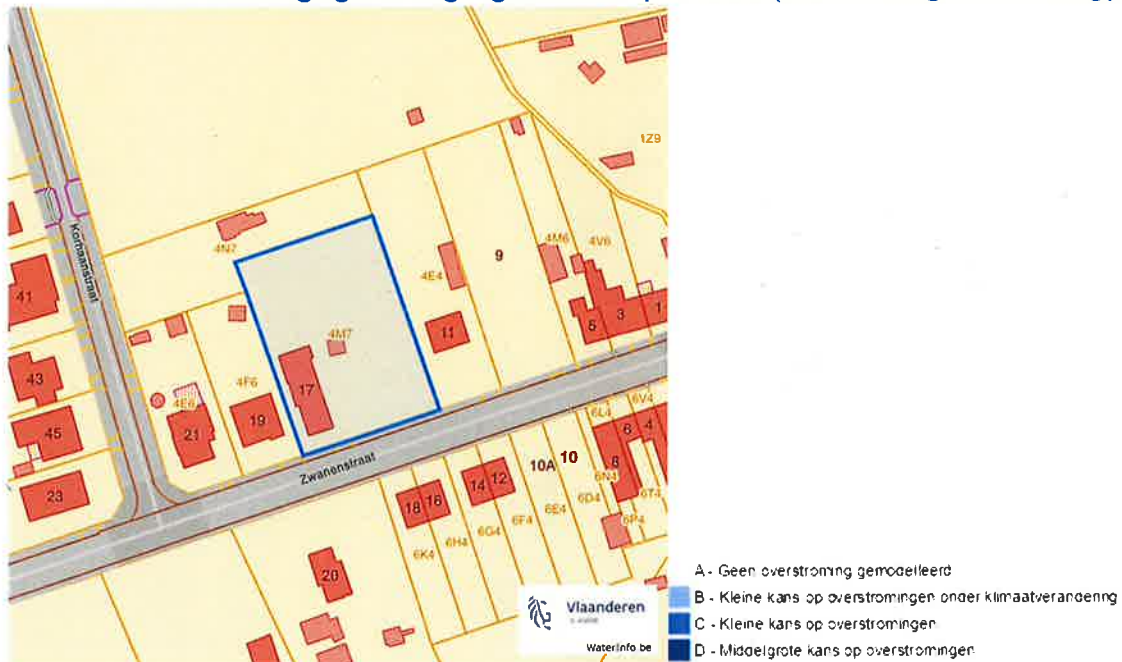 1Z9
Korhaanstraat
4N7
4E4
9
4M6
4V6
41
4M7
11
5
3
1
43
4F6
17
4E6
19
21
45
6L4
6V4
6
4
Zwanenstraat
10A
10
8
23
14
12
6N4
18
16
6D4
6T4
6E4
6P4
6F4
6G4
6H4
6K4
20
Vlaanderen
Waterinfo be
A - Geen overstroming gemodelleerd
B - Kleine kans op overstromingen onder klimaatverandering
C - Kleine kans op overstromingen
D - Middelgrote kans op overstromingen